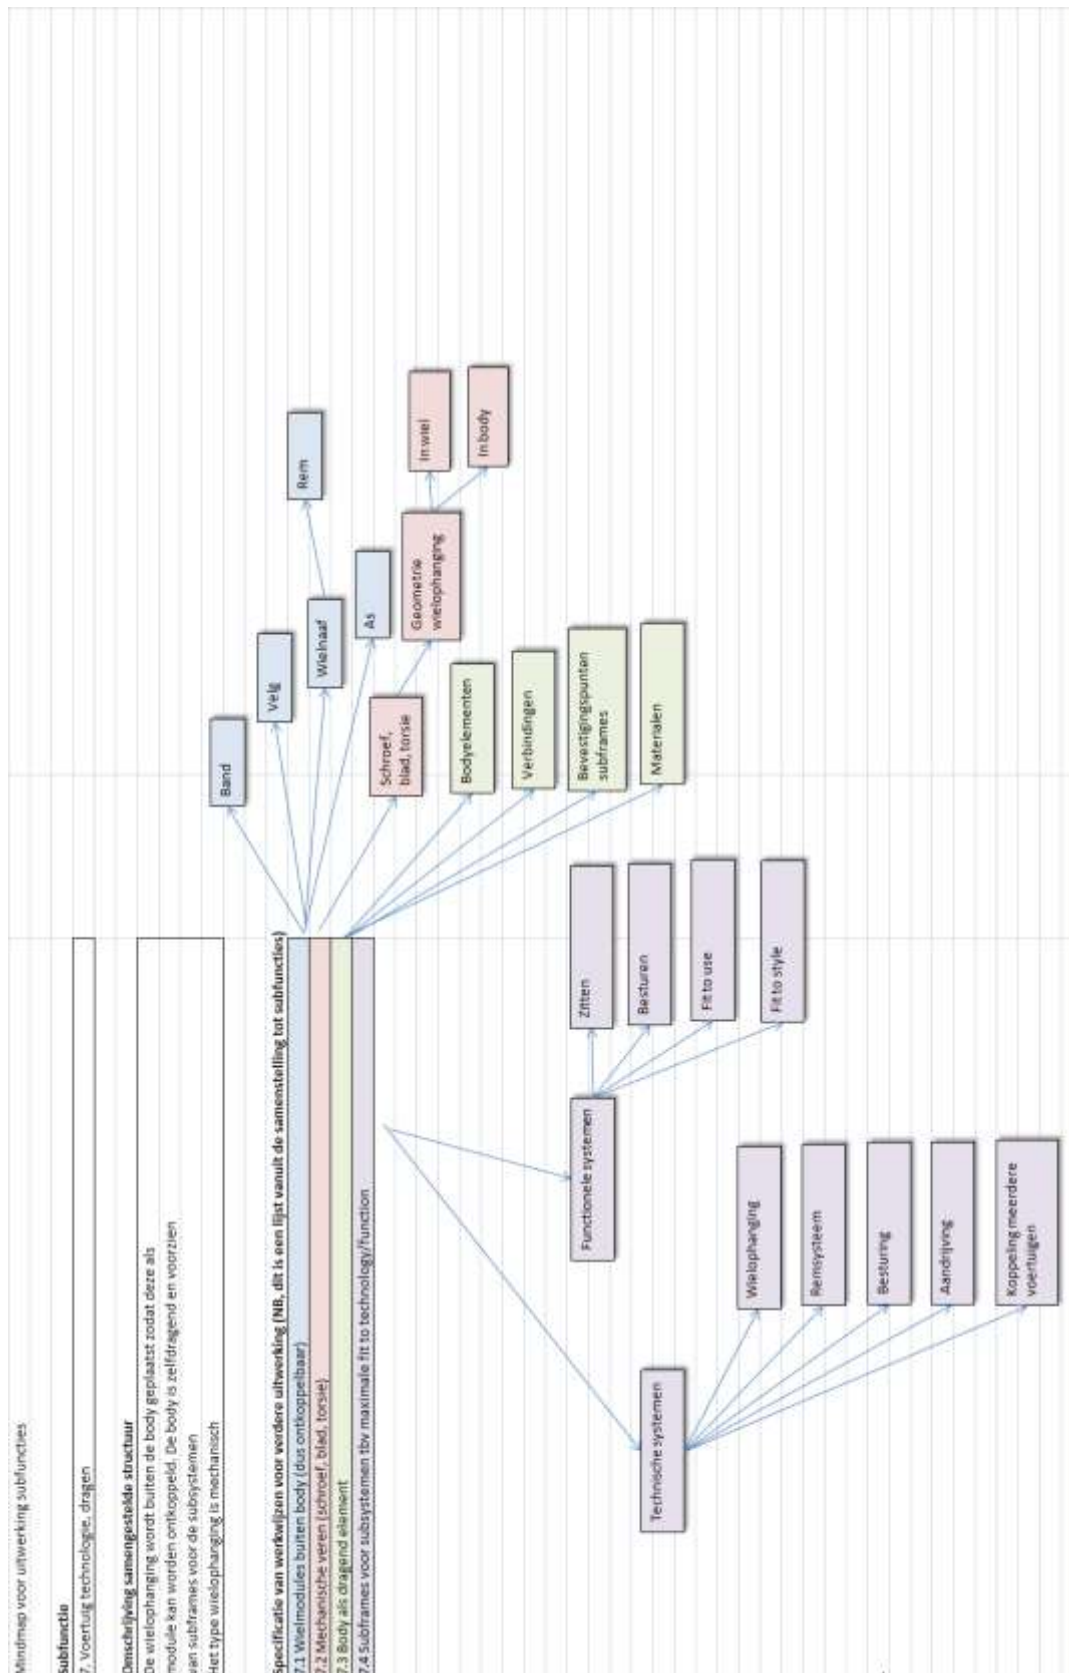 Mindmap voor uitwerking subfuncties
Subfunctie
7. Voertuig technologie, dragen
Omschrijving samengestelde structuur
De wielophanging wordt buiten de body geplaatst zodat deze als
module kan worden ontkoppeld. De body is zelfdragend en voorzien
van subframes voor de subsystemen
Het type wielophanging is mechanisch
Specificatie van werkwijzen voor verdere uitwerking (NB, dit is een lijst vanuit de samenstelling tot subfuncties)
7.1 Wielmodules buiten body (dus ontkoppelbaar)
7.2 Mechanische veren (schroef, blad, torsie)
7.3 Body als dragend element
7.4 Subframes voor subsystemen tbv maximale fit to technology/function
Band
Velg
Wielnaaf
Rem
As
Schroef,
blad, torsie
Geometrie
wielophanging
In wiel
In body
Bodyelementen
Verbindingen
Bevestigingspunten
subframes
Materialen
Functionele systemen
Zitten
Besturen
Fit to use
Fit to style
Technische systemen
Wielophanging
Remsysteem
Besturing
Aandrijving
Koppeling meerdere
voertuigen